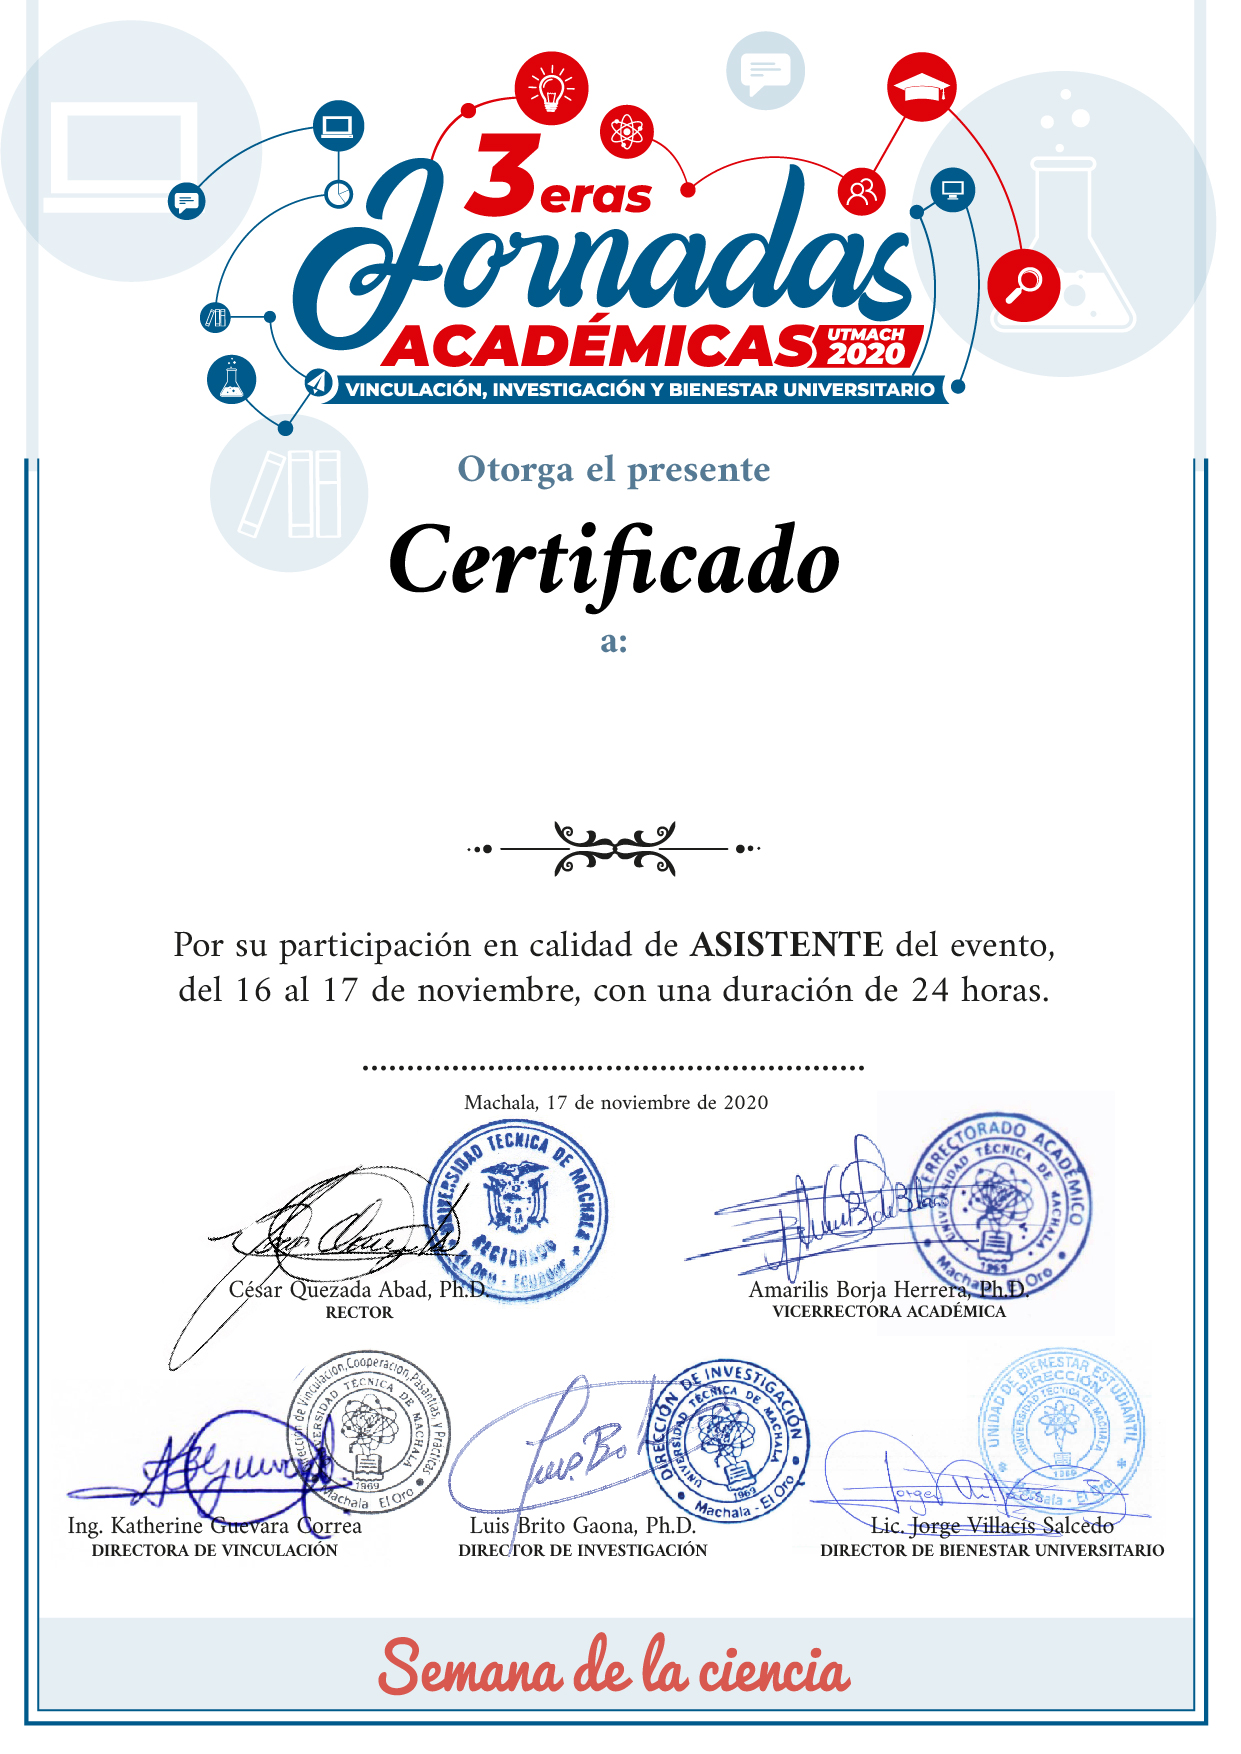 3eras
Jornadas
ACADÉMICAS UTMACH 2020
VINCULACIÓN, INVESTIGACIÓN Y BIENESTAR UNIVERSITARIO
Otorga el presente
Certificado
a:
Por su participación en calidad de ASISTENTE del evento,
del 16 al 17 de noviembre, con una duración de 24 horas.
Machala, 17 de noviembre de 2020
UNIVERSIDAD TECNICA DE MACHALA
RECTORADO
El Oro - Ecuador
VICERRECTORADO ACADÉMICO
UNIVERSIDAD TÉCNICA DE MACHALA
1969
Machala - El Oro
César Quezada Abad, Ph.D.
RECTOR
Amarilis Borja Herrera, Ph.D.
VICERRECTORA ACADÉMICA
Dirección de Vinculación, Cooperación, Pasantías y Prácticas
UNIVERSIDAD TÉCNICA DE MACHALA
1969
Machala El Oro
DIRECCIÓN DE INVESTIGACIÓN
UNIVERSIDAD TÉCNICA DE MACHALA
1969
Machala - El Oro
UNIDAD DE BIENESTAR ESTUDIANTIL
DIRECCIÓN
UNIVERSIDAD TÉCNICA DE MACHALA
1969
Machala - El Oro
Ing. Katherine Guevara Correa
DIRECTORA DE VINCULACIÓN
Luis Brito Gaona, Ph.D.
DIRECTOR DE INVESTIGACIÓN
Lic. Jorge Villacís Salcedo
DIRECTOR DE BIENESTAR UNIVERSITARIO
Semana de la ciencia